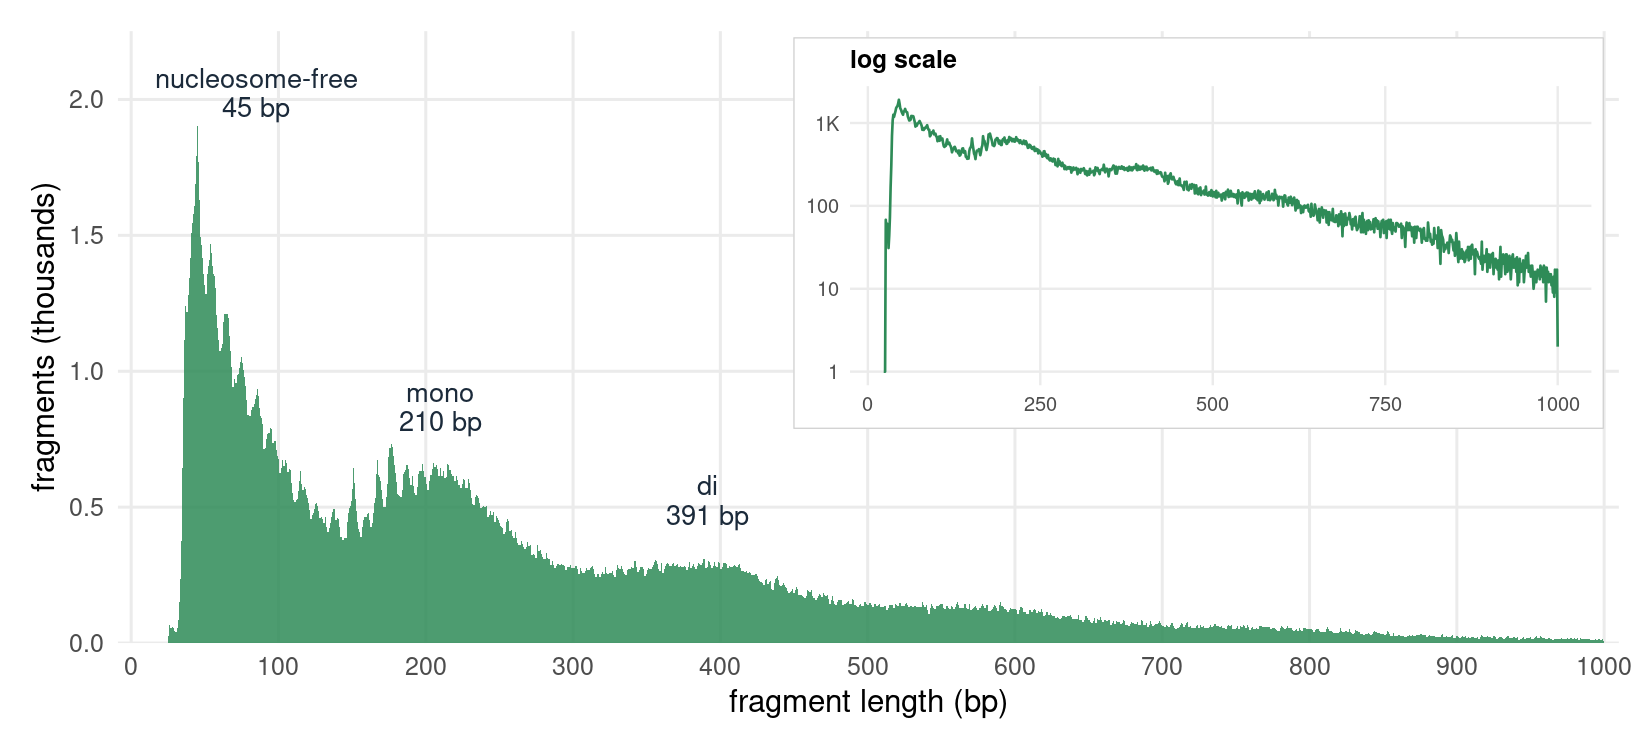 nucleosome-free
45 bp
mono
210 bp
di
391 bp
fragments (thousands)
2.0
1.5
1.0
0.5
0.0
0 100 200 300 400 500 600 700 800 900 1000
fragment length (bp)
log scale
1K
100
10
1
0 250 500 750 1000